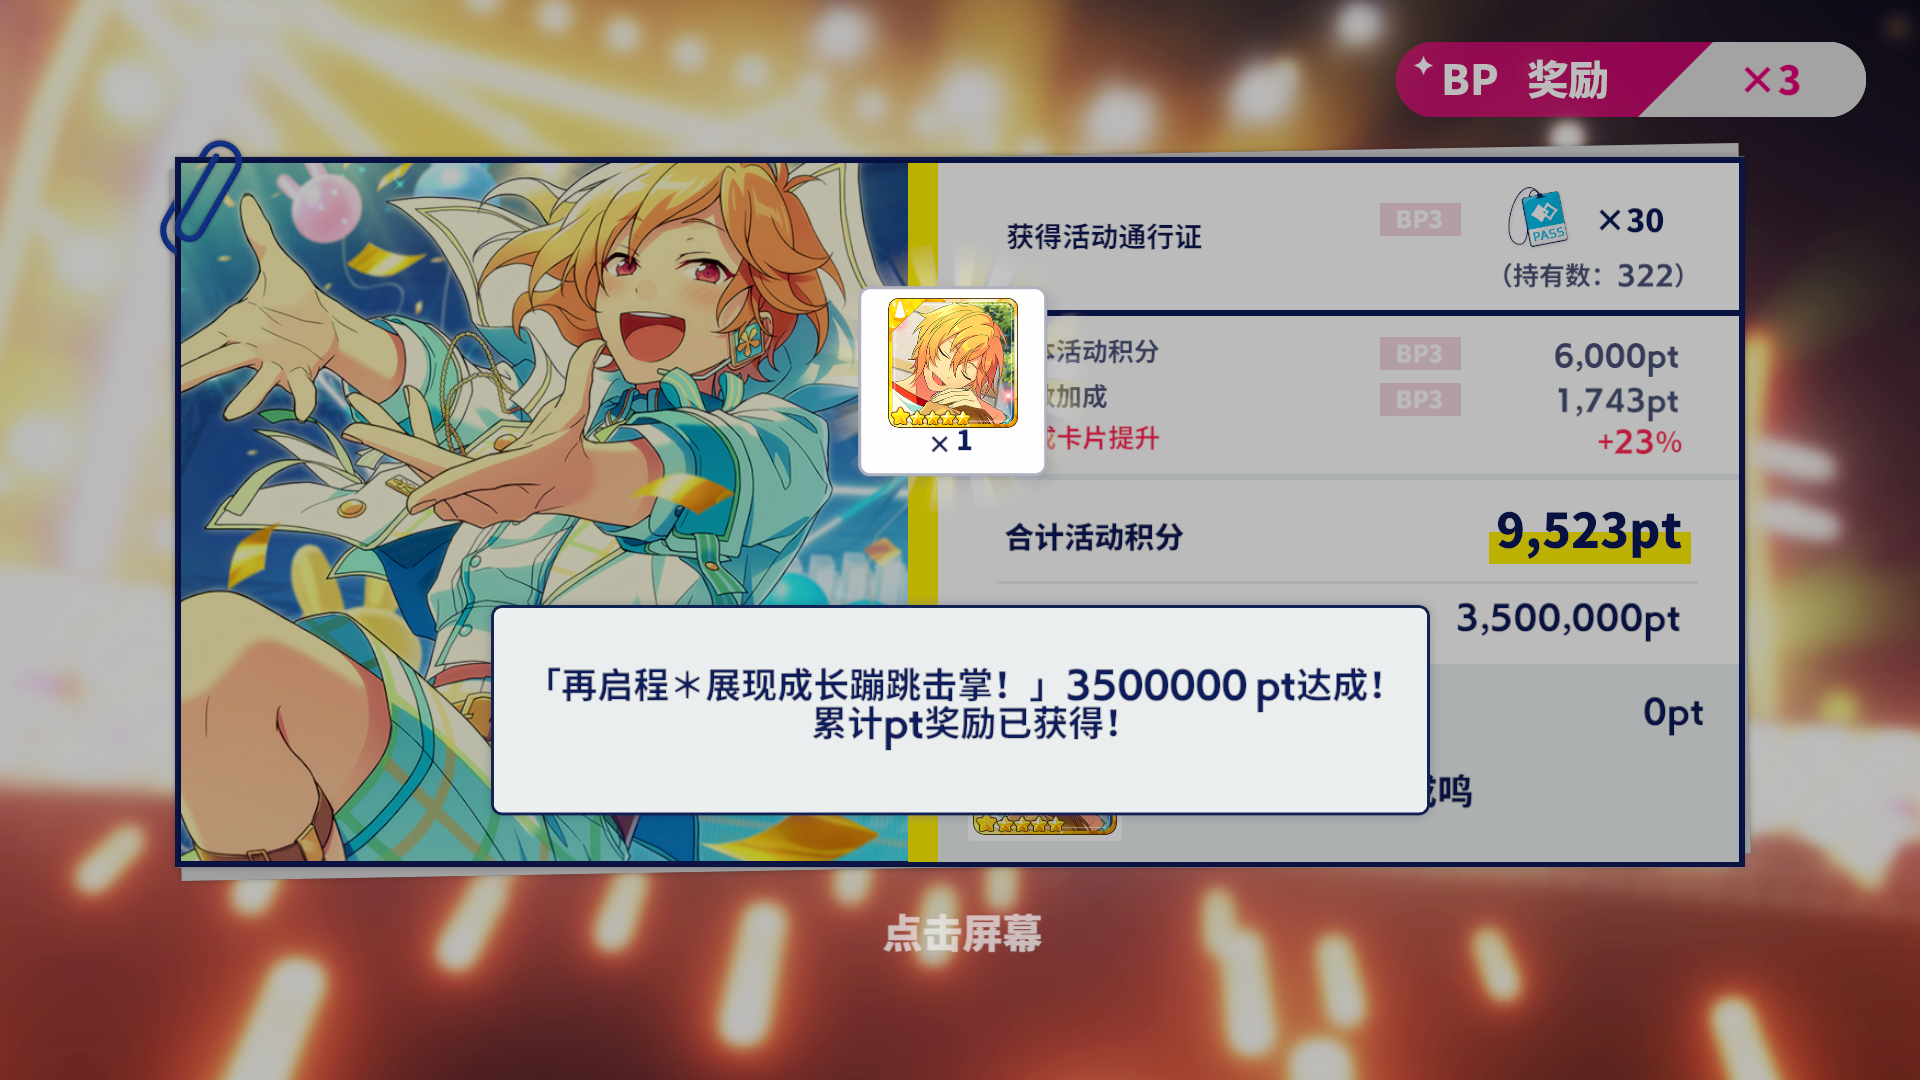 BP 奖励 ×3
获得活动通行证 BP3 PASS ×30
（持有数：322）
活动积分 BP3 6,000pt
加成 BP3 1,743pt
卡片提升 +23%
× 1
合计活动积分 9,523pt
3,500,000pt
「再启程＊展现成长蹦跳击掌！」3500000 pt达成！
累计pt奖励已获得！
0pt
鸣
点击屏幕